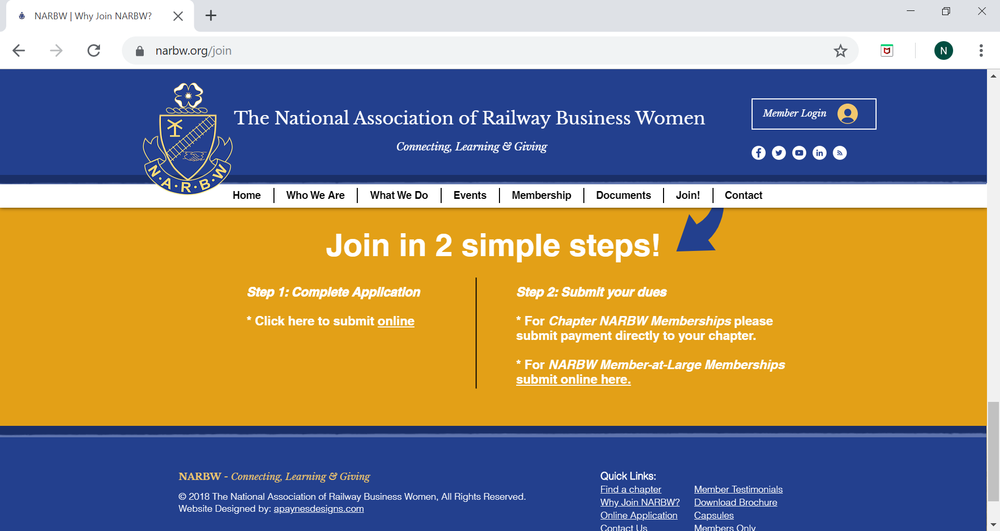 NARBW | Why Join NARBW?
narbw.org/join
N
The National Association of Railway Business Women
Connecting, Learning & Giving
Member Login
N·A·R·B·W
Home
Who We Are
What We Do
Events
Membership
Documents
Join!
Contact
Join in 2 simple steps!
Step 1: Complete Application
* Click here to submit online
Step 2: Submit your dues
* For Chapter NARBW Memberships please
submit payment directly to your chapter.
* For NARBW Member-at-Large Memberships
submit online here.
NARBW - Connecting, Learning & Giving
© 2018 The National Association of Railway Business Women, All Rights Reserved.
Website Designed by: apaynesdesigns.com
Quick Links:
Find a chapter
Why Join NARBW?
Online Application
Contact Us
Member Testimonials
Download Brochure
Capsules
Members Only